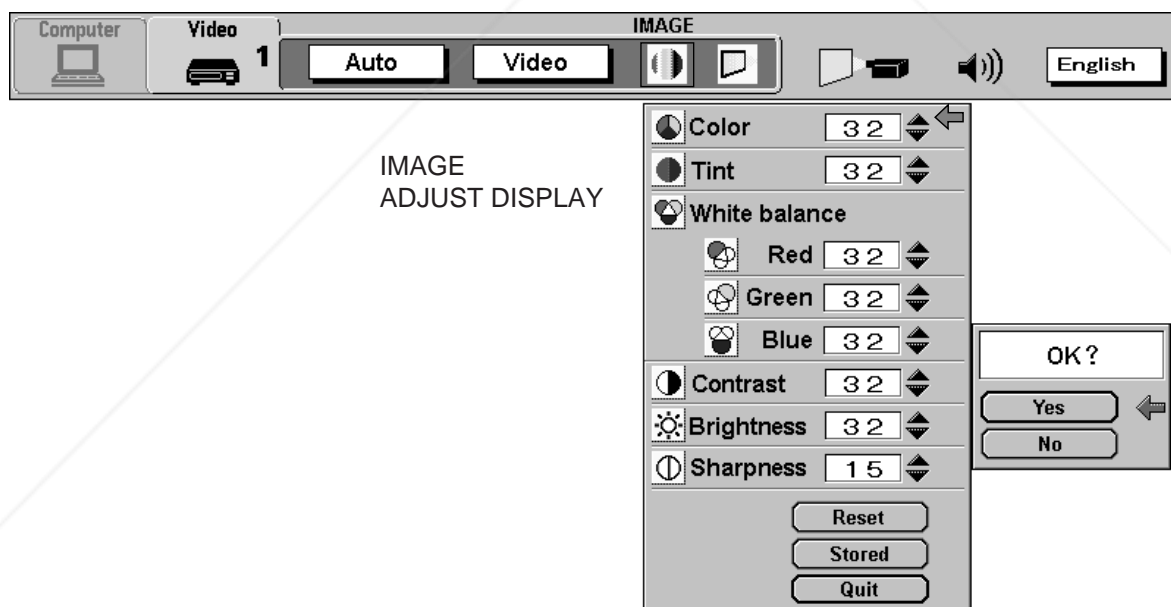 Computer
Video
IMAGE
1
Auto
Video
English
IMAGE
ADJUST DISPLAY
Color 32
Tint 32
White balance
Red 32
Green 32
Blue 32
Contrast 32
Brightness 32
Sharpness 15
Reset
Stored
Quit
OK?
Yes
No